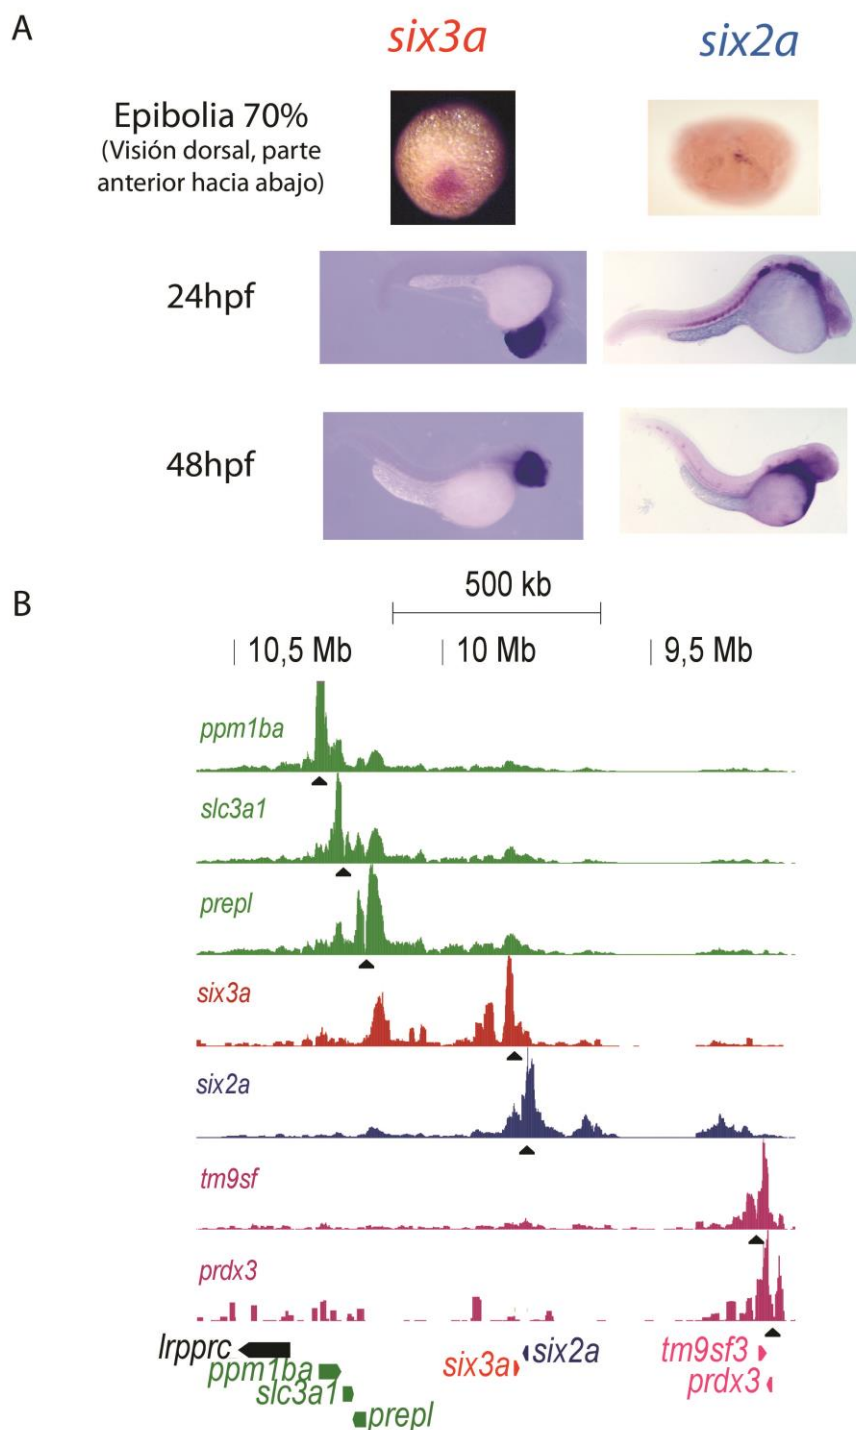 A
six3a six2a
Epibolia 70%
(Visión dorsal, parte
anterior hacia abajo)
24hpf
48hpf
B
500 kb
10,5 Mb 10 Mb 9,5 Mb
ppm1ba
slc3a1
prepl
six3a
six2a
tm9sf
prdx3
lrpprc
ppm1ba
slc3a1
prepl
six3a
six2a
tm9sf3
prdx3